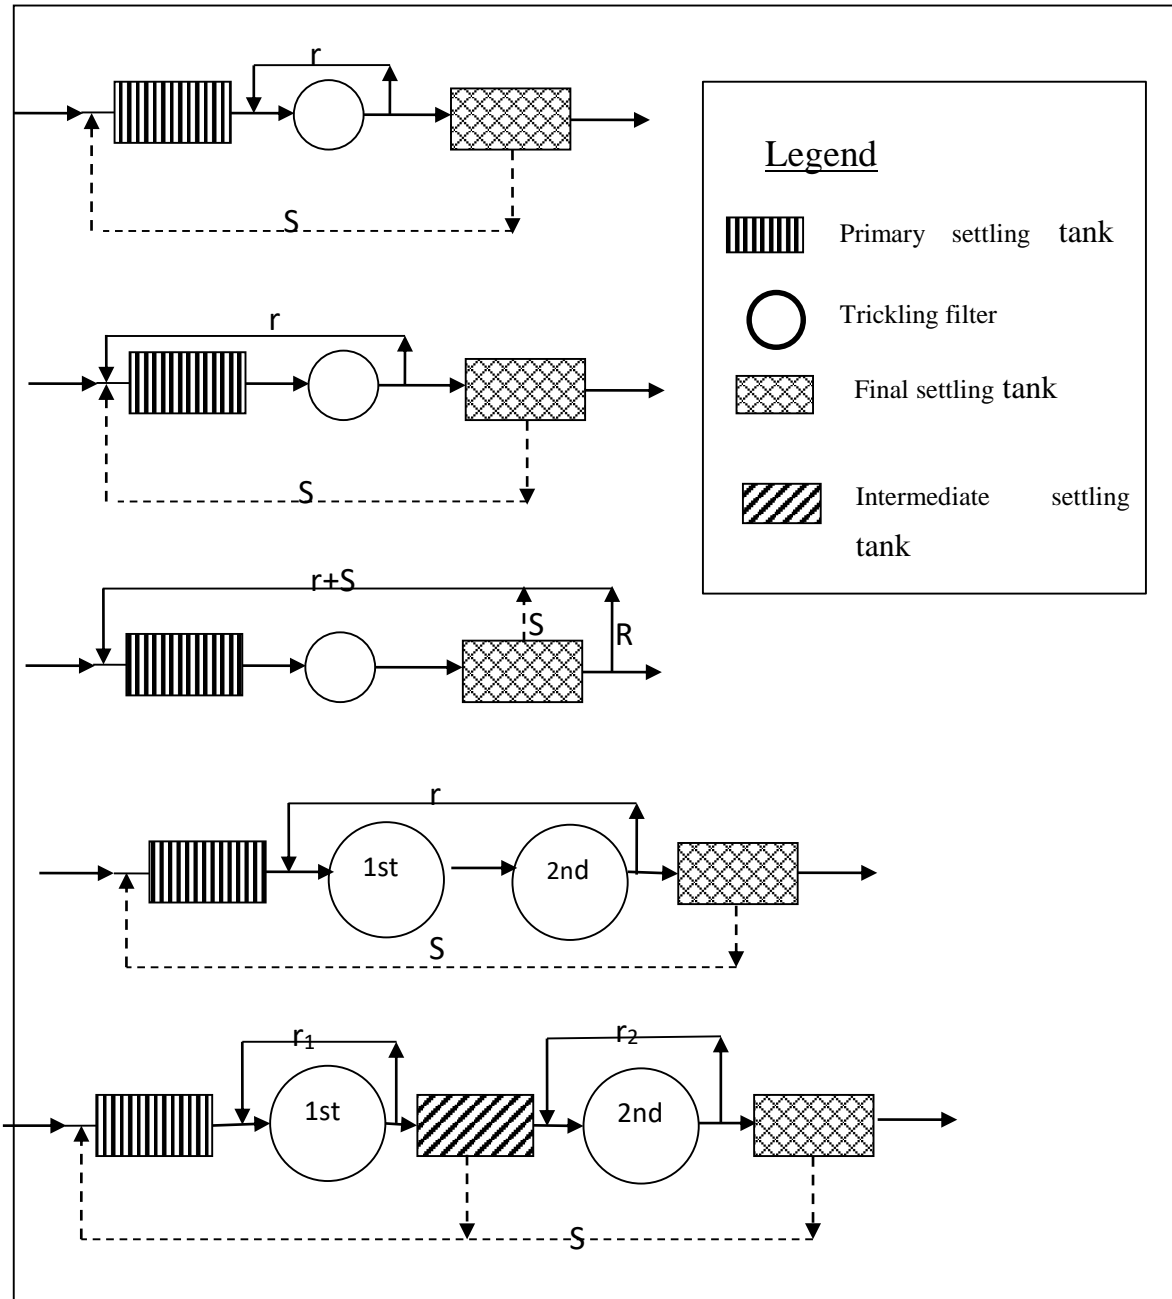 r
S
r
S
r+S
S
R
r
1st
2nd
S
r₁
r₂
1st
2nd
S
Legend
Primary settling tank
Trickling filter
Final settling tank
Intermediate settling
tank